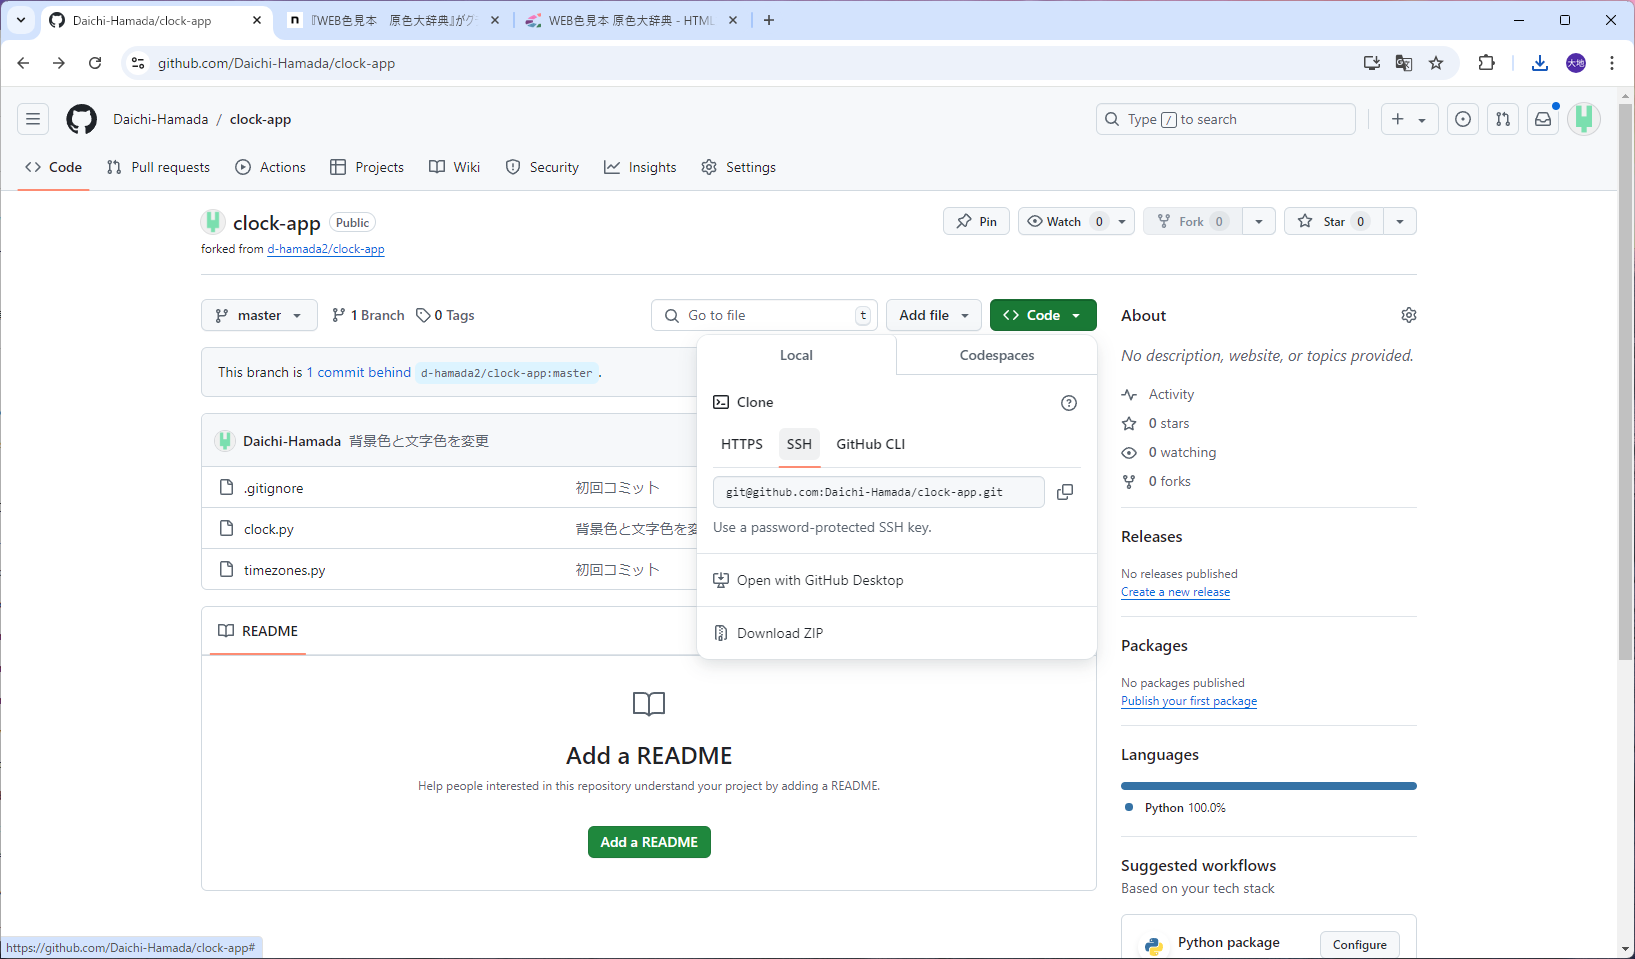 Daichi-Hamada/clock-app
『WEB色見本　原色大辞典』がグ
WEB色見本 原色大辞典 - HTML
github.com/Daichi-Hamada/clock-app
大地
Daichi-Hamada / clock-app
Type / to search
Code
Pull requests
Actions
Projects
Wiki
Security
Insights
Settings
clock-app Public
forked from d-hamada2/clock-app
Pin
Watch 0
Fork 0
Star 0
master
1 Branch
0 Tags
Go to file t
Add file
Code
This branch is 1 commit behind d-hamada2/clock-app:master .
Daichi-Hamada 背景色と文字色を変更
.gitignore 初回コミット
clock.py 背景色と文字色を変
timezones.py 初回コミット
Local
Codespaces
Clone
HTTPS
SSH
GitHub CLI
git@github.com:Daichi-Hamada/clock-app.git
Use a password-protected SSH key.
Open with GitHub Desktop
Download ZIP
README
Add a README
Help people interested in this repository understand your project by adding a README.
Add a README
About
No description, website, or topics provided.
Activity
0 stars
0 watching
0 forks
Releases
No releases published
Create a new release
Packages
No packages published
Publish your first package
Languages
Python 100.0%
Suggested workflows
Based on your tech stack
Python package
Configure
https://github.com/Daichi-Hamada/clock-app#